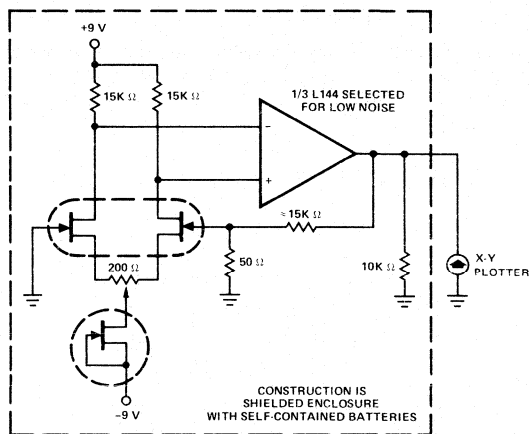 +9 V
15K Ω
15K Ω
1/3 L144 SELECTED
FOR LOW NOISE
−
+
≈ 15K Ω
200 Ω
50 Ω
10K Ω
X-Y
PLOTTER
−9 V
CONSTRUCTION IS
SHIELDED ENCLOSURE
WITH SELF-CONTAINED BATTERIES